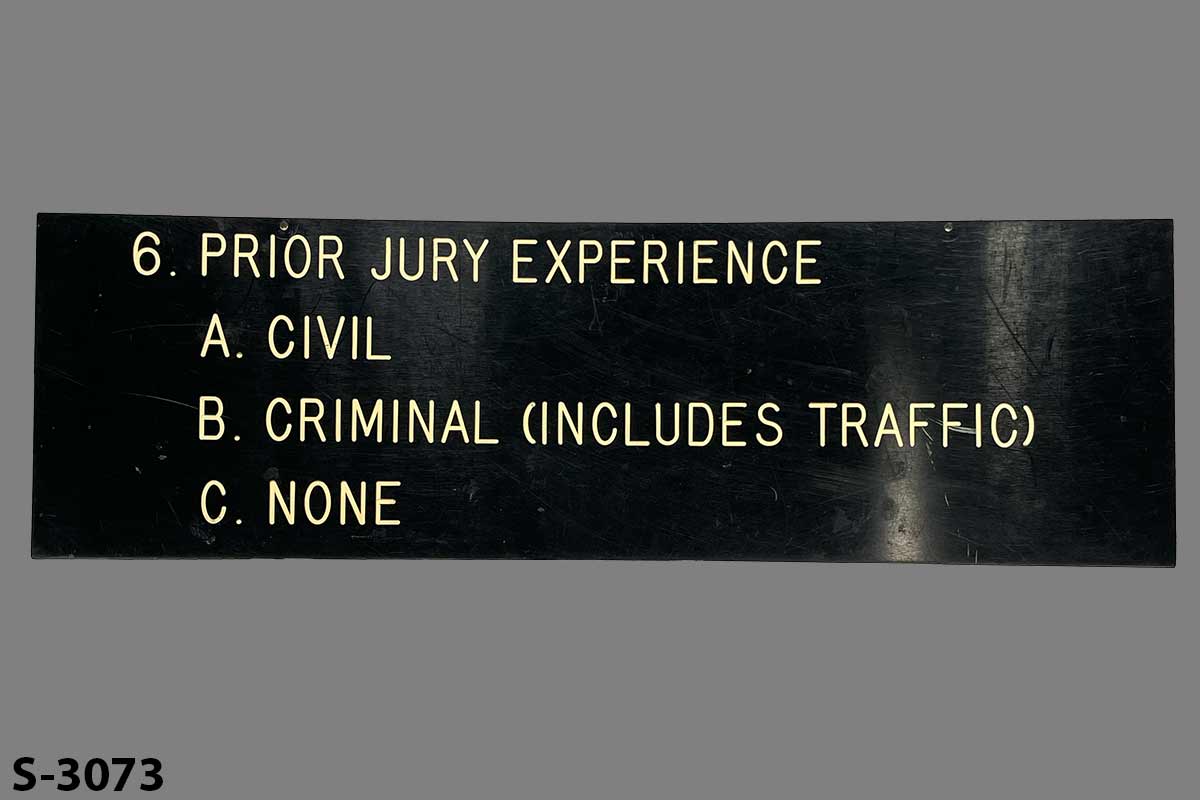 6. PRIOR JURY EXPERIENCE
A. CIVIL
B. CRIMINAL (INCLUDES TRAFFIC)
C. NONE
S-3073